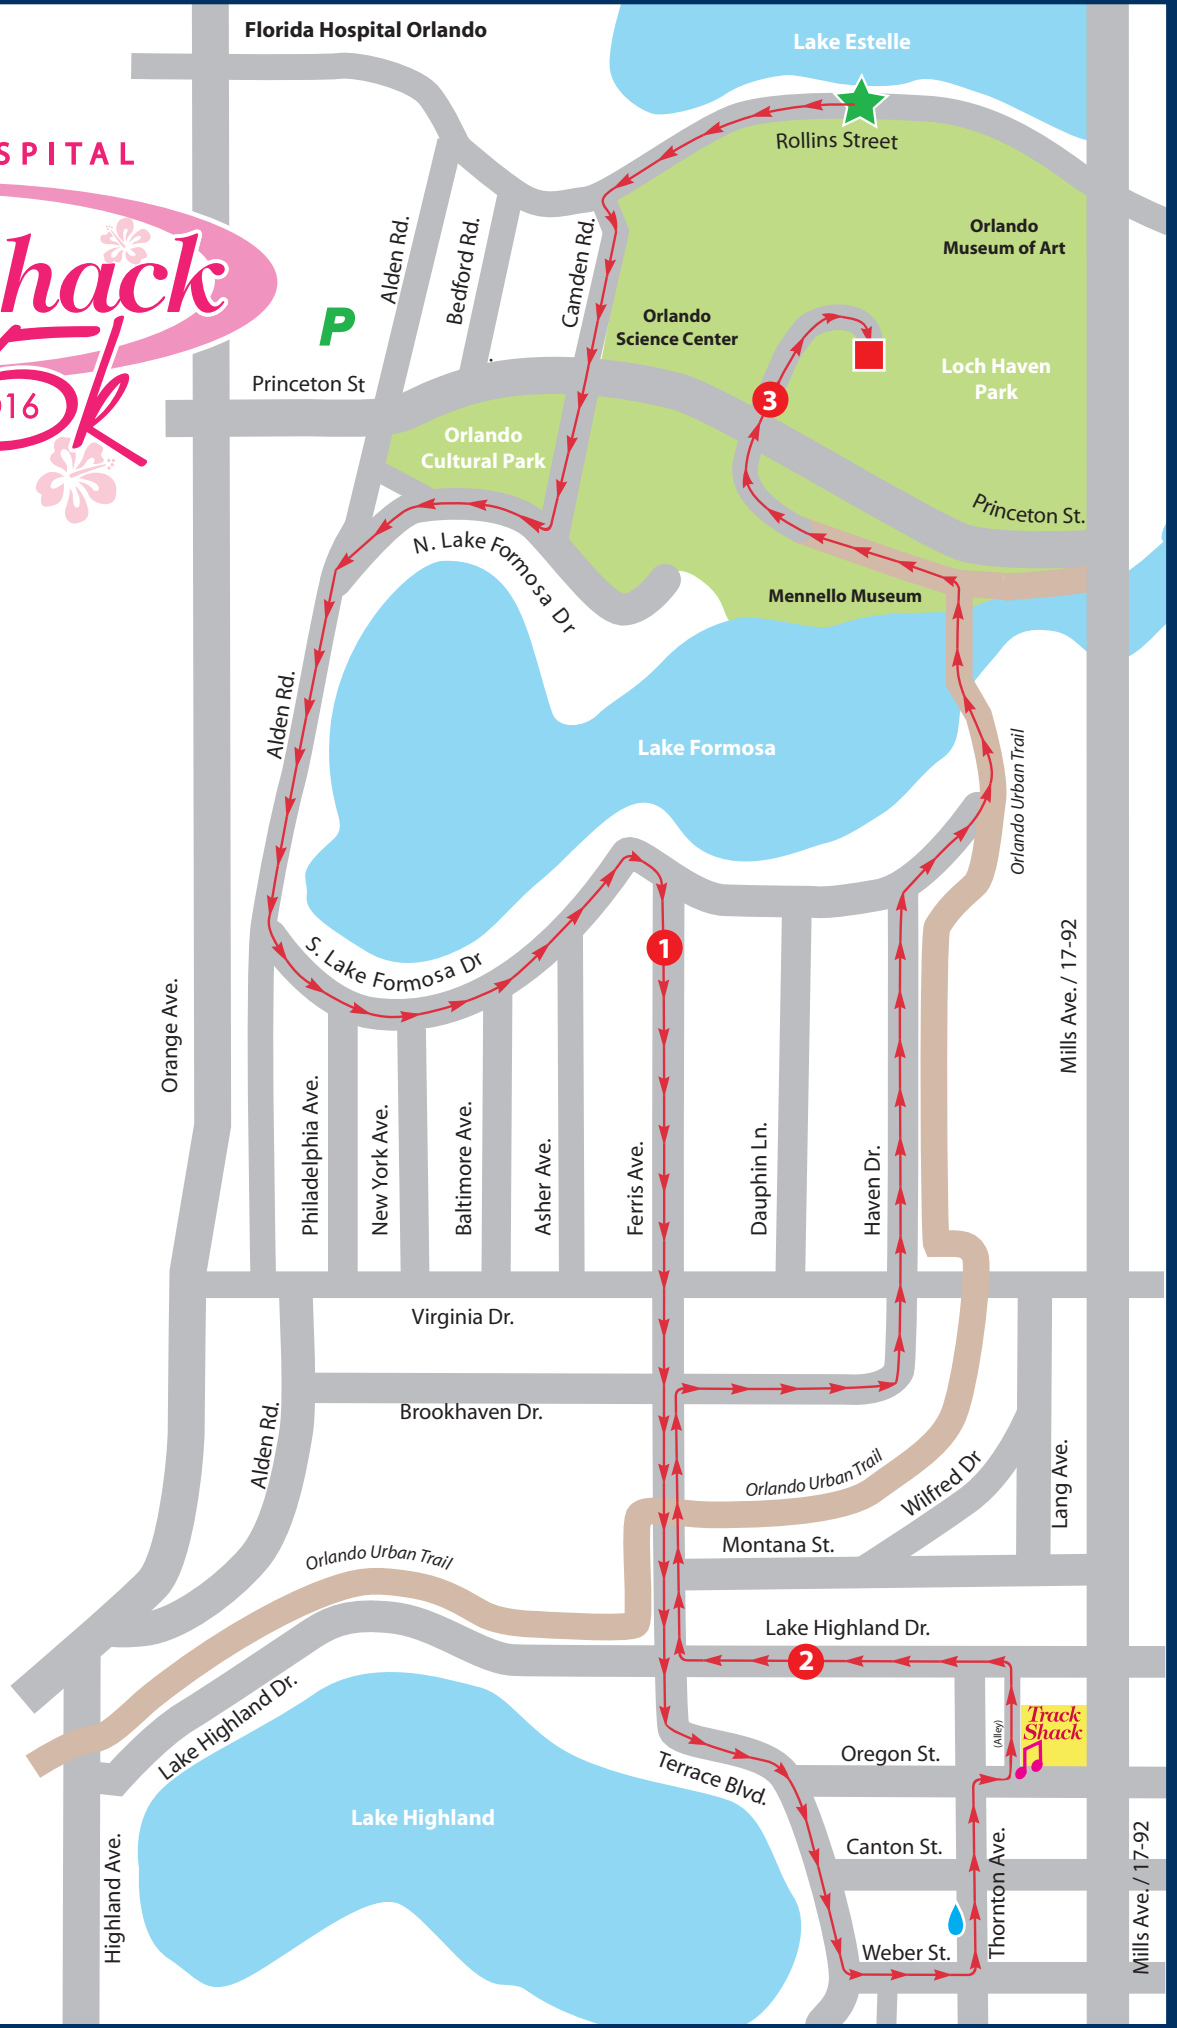 Florida Hospital Orlando
Lake Estelle
SPITAL
Rollins Street
Orlando
Museum of Art
hack
5k
16
Alden Rd.
Bedford Rd.
Camden Rd.
P
Orlando
Science Center
Loch Haven
Park
Princeton St
3
Orlando
Cultural Park
Princeton St.
N. Lake Formosa Dr
Mennello Museum
Alden Rd.
Lake Formosa
Orlando Urban Trail
S. Lake Formosa Dr
1
Orange Ave.
Mills Ave. / 17-92
Philadelphia Ave.
New York Ave.
Baltimore Ave.
Asher Ave.
Ferris Ave.
Dauphin Ln.
Haven Dr.
Virginia Dr.
Brookhaven Dr.
Alden Rd.
Orlando Urban Trail
Wilfred Dr
Lang Ave.
Montana St.
Orlando Urban Trail
Lake Highland Dr.
2
Lake Highland Dr.
Track
Shack
(Alley)
Oregon St.
Terrace Blvd.
Lake Highland
Canton St.
Highland Ave.
Thornton Ave.
Mills Ave. / 17-92
Weber St.